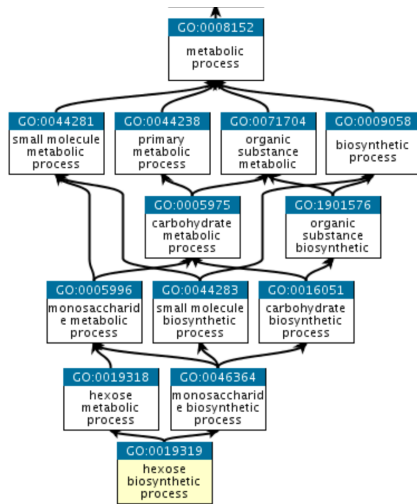 GO:0008152
metabolic
process
GO:0044281
small molecule
metabolic
process
GO:0044238
primary
metabolic
process
GO:0071704
organic
substance
metabolic
GO:0009058
biosynthetic
process
GO:0005975
carbohydrate
metabolic
process
GO:1901576
organic
substance
biosynthetic
GO:0005996
monosaccharid
e metabolic
process
GO:0044283
small molecule
biosynthetic
process
GO:0016051
carbohydrate
biosynthetic
process
GO:0019318
hexose
metabolic
process
GO:0046364
monosaccharid
e biosynthetic
process
GO:0019319
hexose
biosynthetic
process